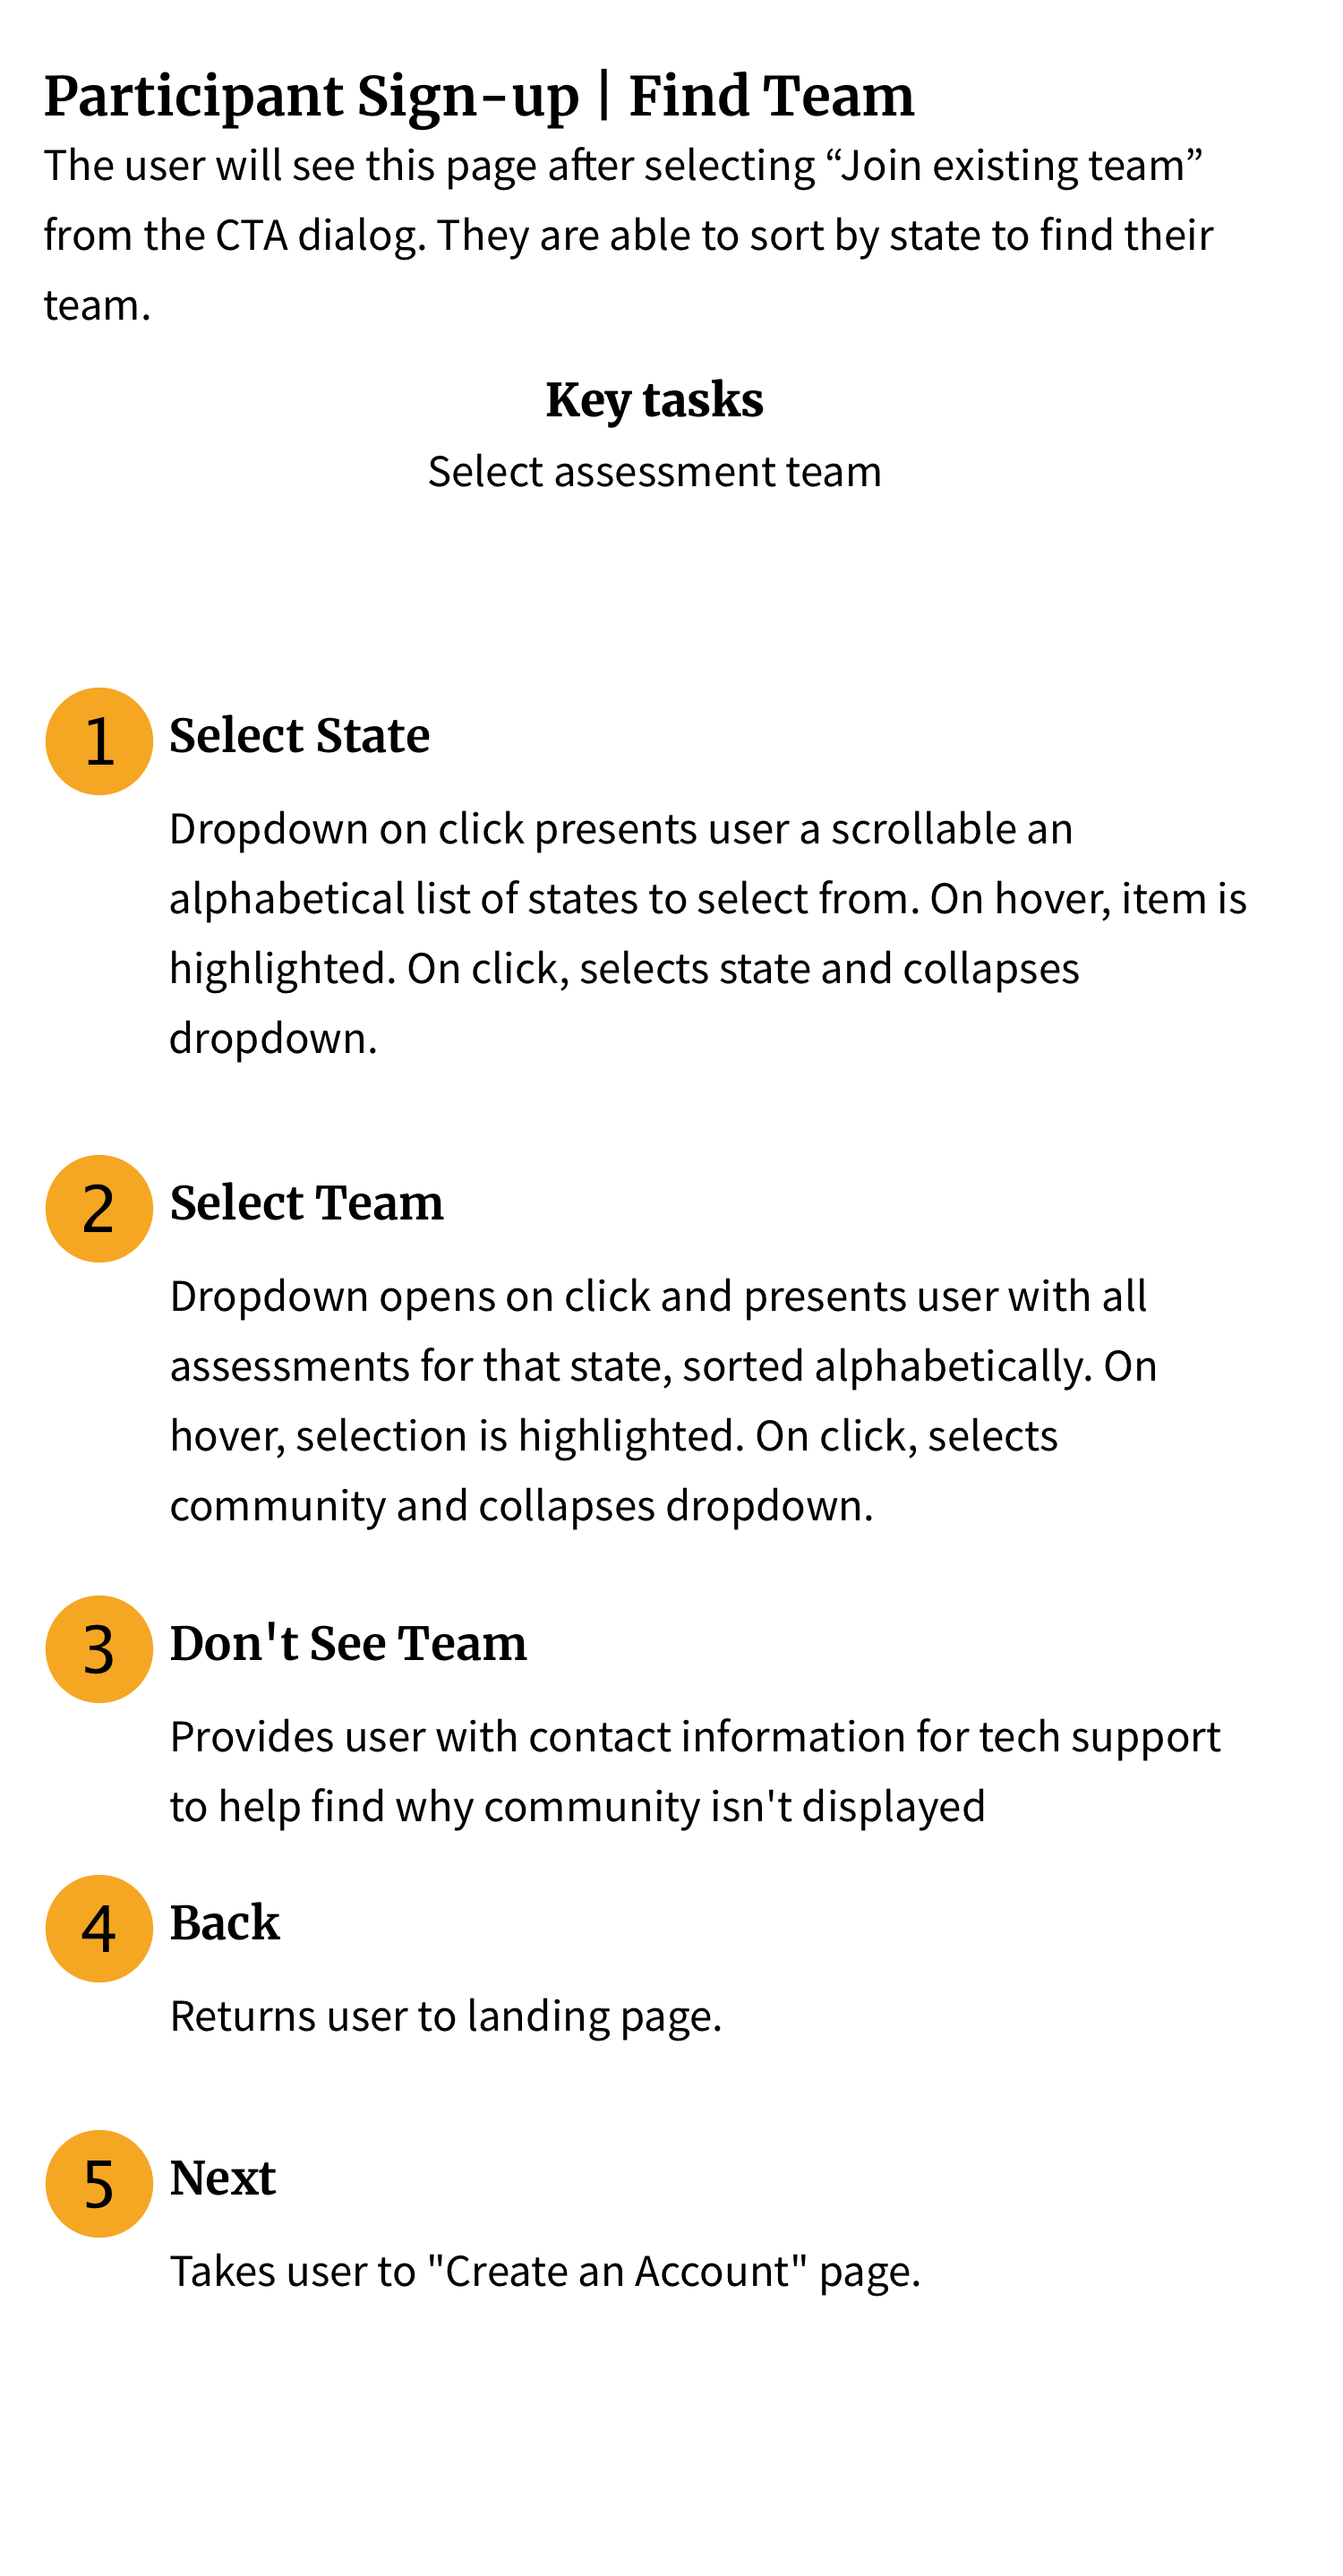 Participant Sign-up | Find Team
The user will see this page after selecting “Join existing team”
from the CTA dialog. They are able to sort by state to find their
team.
Key tasks
Select assessment team
1 Select State
Dropdown on click presents user a scrollable an
alphabetical list of states to select from. On hover, item is
highlighted. On click, selects state and collapses
dropdown.
2 Select Team
Dropdown opens on click and presents user with all
assessments for that state, sorted alphabetically. On
hover, selection is highlighted. On click, selects
community and collapses dropdown.
3 Don't See Team
Provides user with contact information for tech support
to help find why community isn't displayed
4 Back
Returns user to landing page.
5 Next
Takes user to "Create an Account" page.